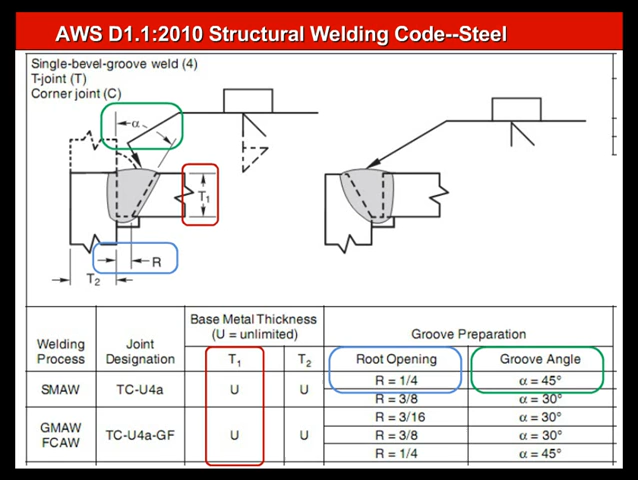 AWS D1.1:2010 Structural Welding Code--Steel
Single-bevel-groove weld (4)
T-joint (T)
Corner joint (C)
α
T1
R
T2
Base Metal Thickness
(U = unlimited)
Groove Preparation
Welding
Process
Joint
Designation
T1
T2
Root Opening
Groove Angle
SMAW
TC-U4a
U
U
R = 1/4
α = 45°
R = 3/8
α = 30°
GMAW
FCAW
TC-U4a-GF
U
U
R = 3/16
α = 30°
R = 3/8
α = 30°
R = 1/4
α = 45°